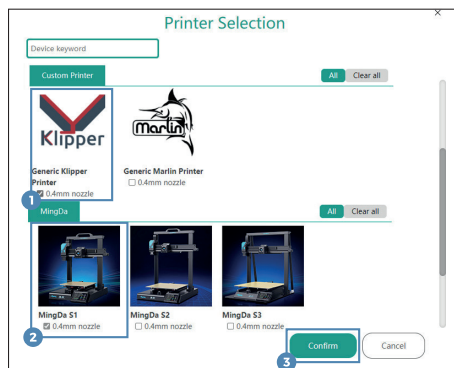 Printer Selection
×
Device keyword
Custom Printer
All
Clear all
Klipper
Marlin
Generic Klipper
Printer
0.4mm nozzle
Generic Marlin Printer
0.4mm nozzle
1
MingDa
All
Clear all
MingDa S1
0.4mm nozzle
MingDa S2
0.4mm nozzle
MingDa S3
0.4mm nozzle
2
Confirm
Cancel
3